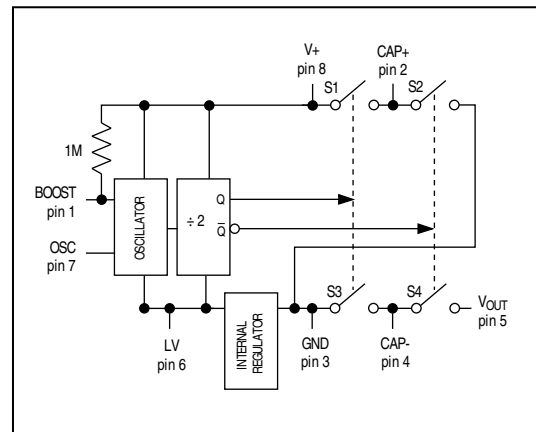 V+
pin 8
CAP+
pin 2
S1
S2
1M
BOOST
pin 1
OSCILLATOR
÷ 2
Q
Q̅
OSC
pin 7
S3
S4
VOUT
pin 5
LV
pin 6
INTERNAL
REGULATOR
GND
pin 3
CAP-
pin 4